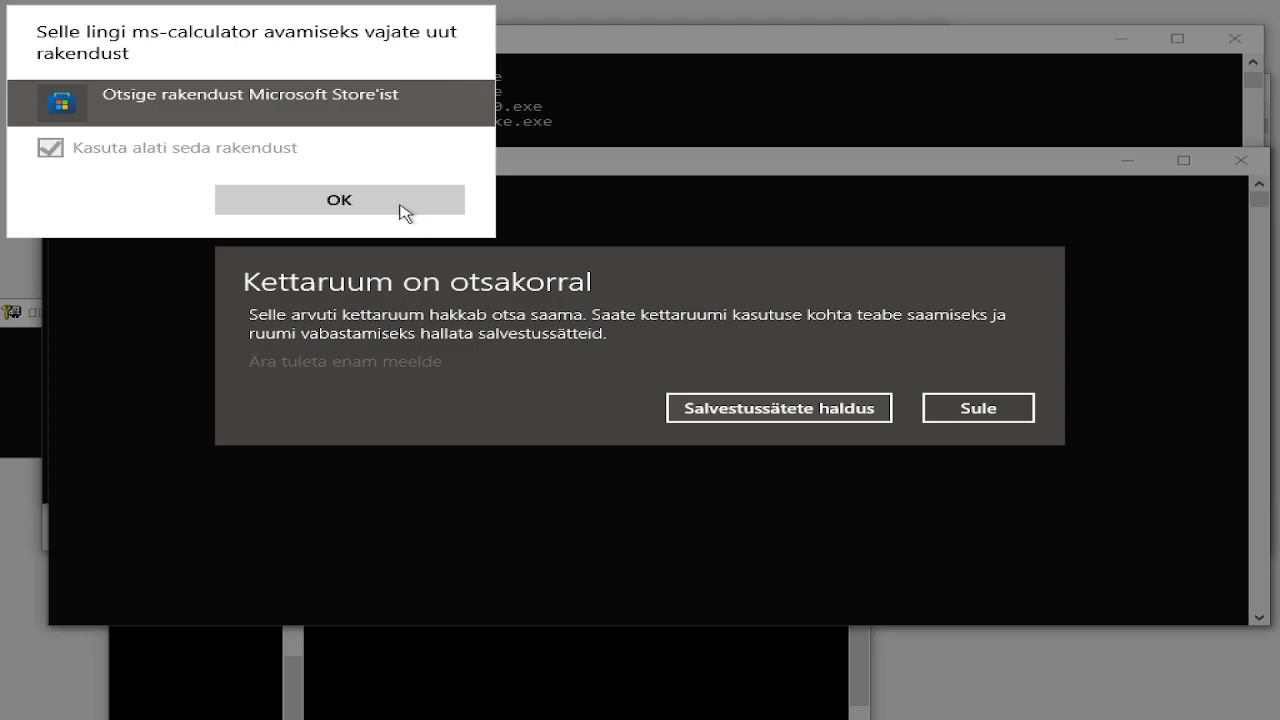 Selle lingi ms-calculator avamiseks vajate uut
rakendust
Otsige rakendust Microsoft Store'ist
Kasuta alati seda rakendust
OK
.exe
ke.exe
Kettaruum on otsakorral
Selle arvuti kettaruum hakkab otsa saama. Saate kettaruumi kasutuse kohta teabe saamiseks ja
ruumi vabastamiseks hallata salvestussätteid.
Ära tuleta enam meelde
Salvestussätete haldus
Sule